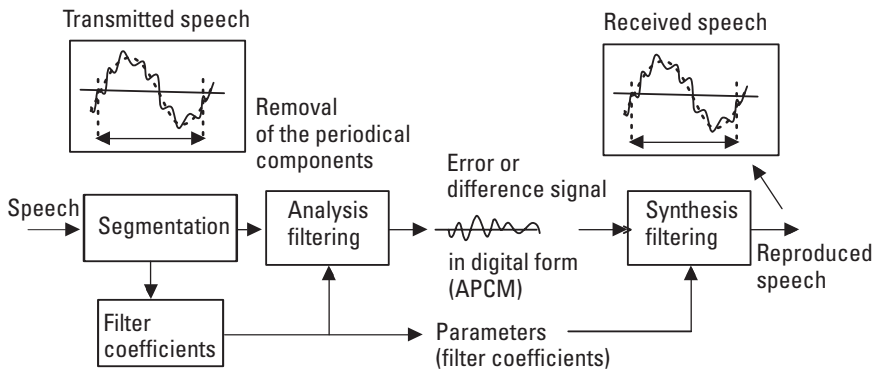 Transmitted speech
Received speech
Removal
of the periodical
components
Error or
difference signal
Speech
Segmentation
Analysis
filtering
Synthesis
filtering
in digital form
(APCM)
Reproduced
speech
Filter
coefficients
Parameters
(filter coefficients)